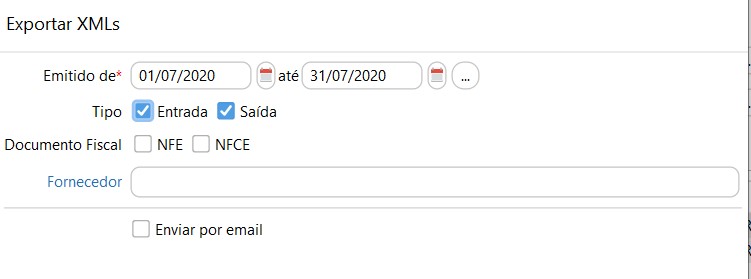 Exportar XMLs
Emitido de* 01/07/2020 até 31/07/2020 ...
Tipo Entrada Saída
Documento Fiscal NFE NFCE
Fornecedor
Enviar por email